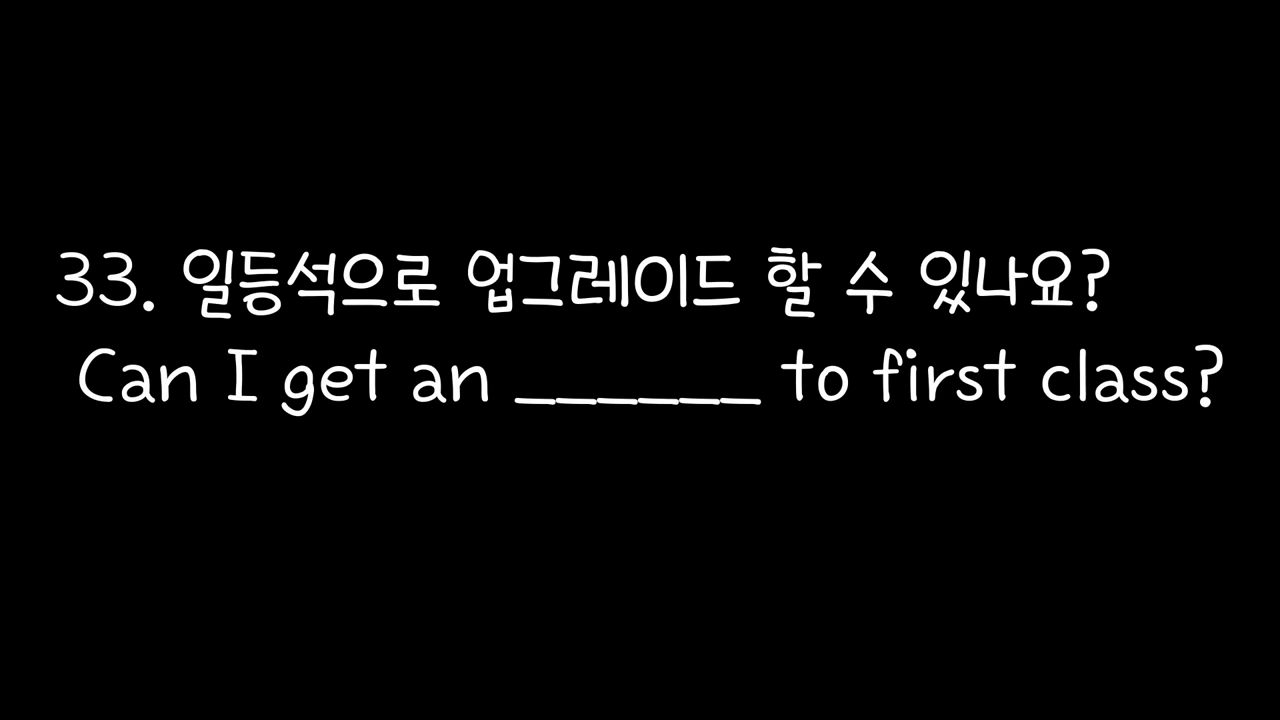 33. 일등석으로 업그레이드 할 수 있나요?
Can I get an ______ to first class?